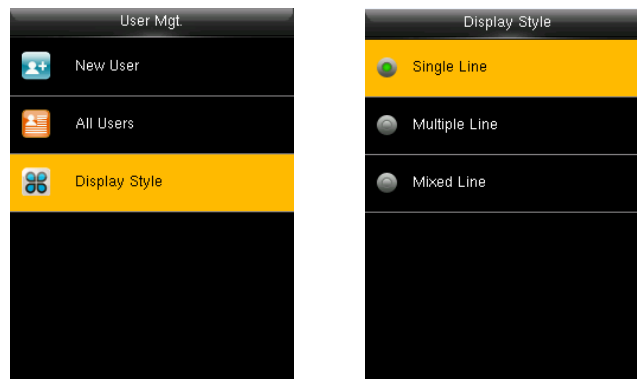 User Mgt.
New User
All Users
Display Style
Display Style
Single Line
Multiple Line
Mixed Line